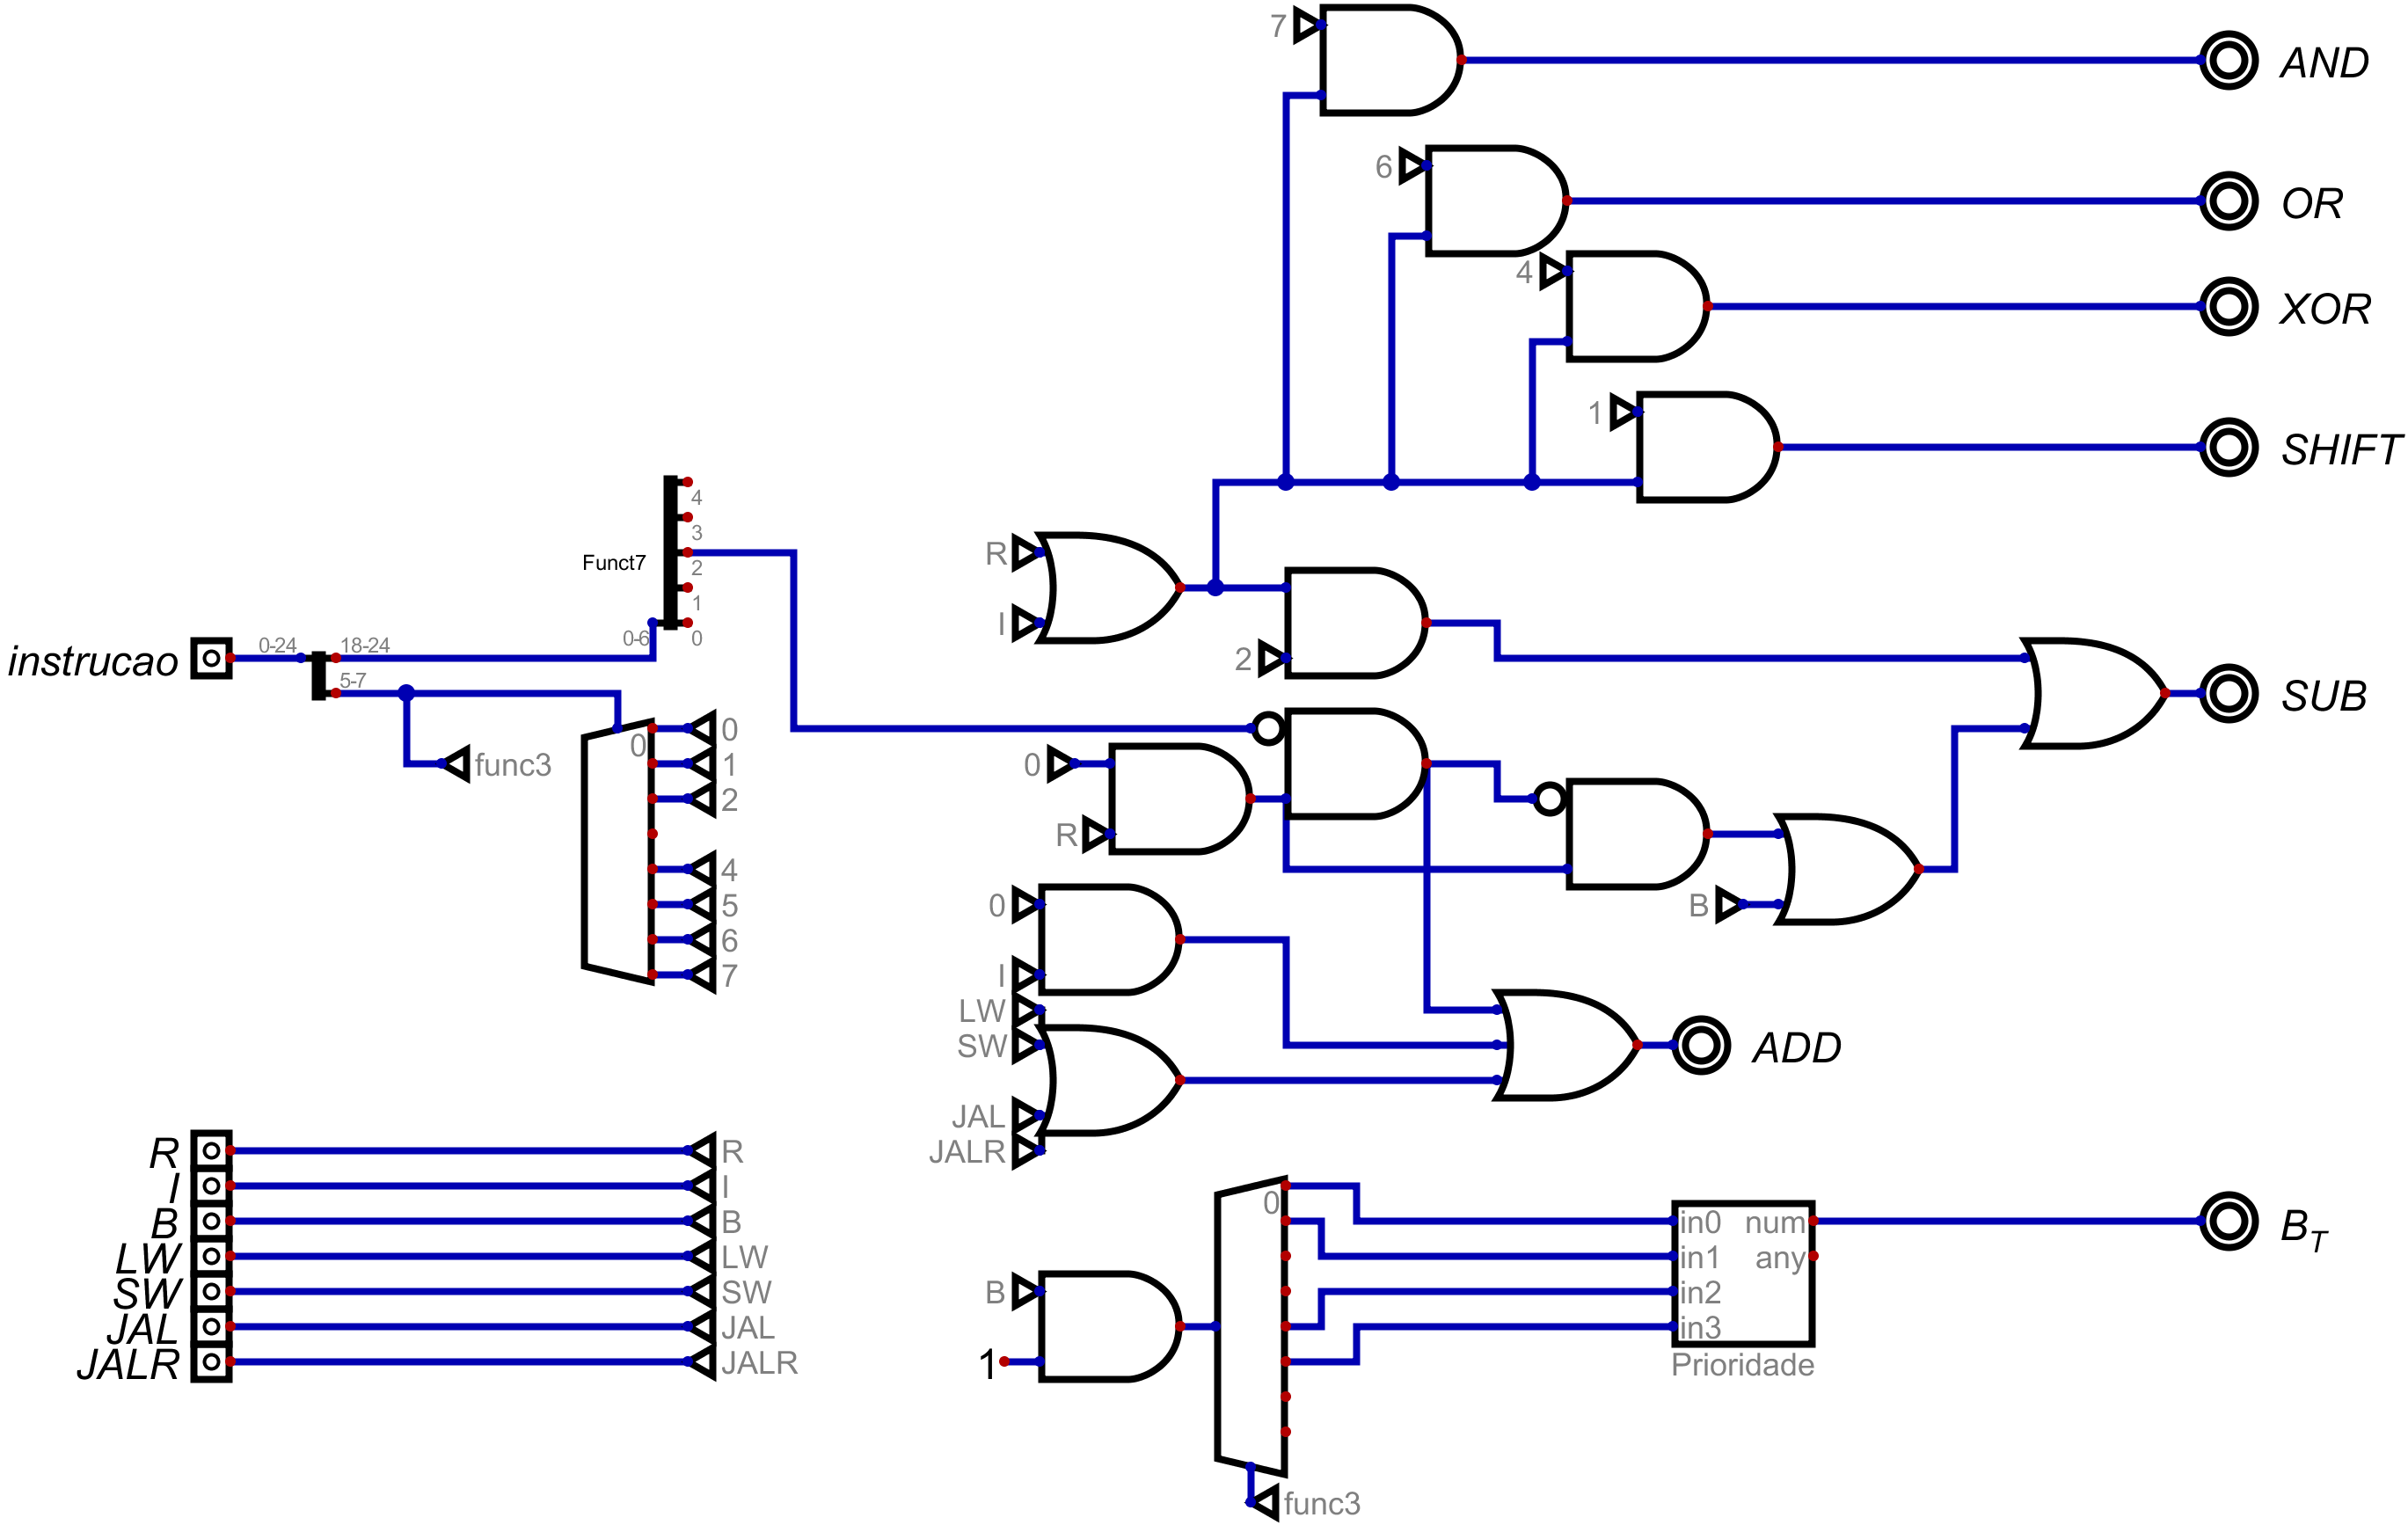 7
AND
6
OR
4
XOR
1
SHIFT
4
3
2
1
0
Funct7
0-6
R
I
2
SUB
instrucao
0-24
18-24
5-7
func3
0
0
1
2
4
5
6
7
0
R
B
0
I
LW
SW
JAL
JALR
ADD
R
R
I
I
B
B
LW
LW
SW
SW
JAL
JAL
JALR
JALR
B
1
0
func3
in0 num
in1 any
in2
in3
Prioridade
B_T